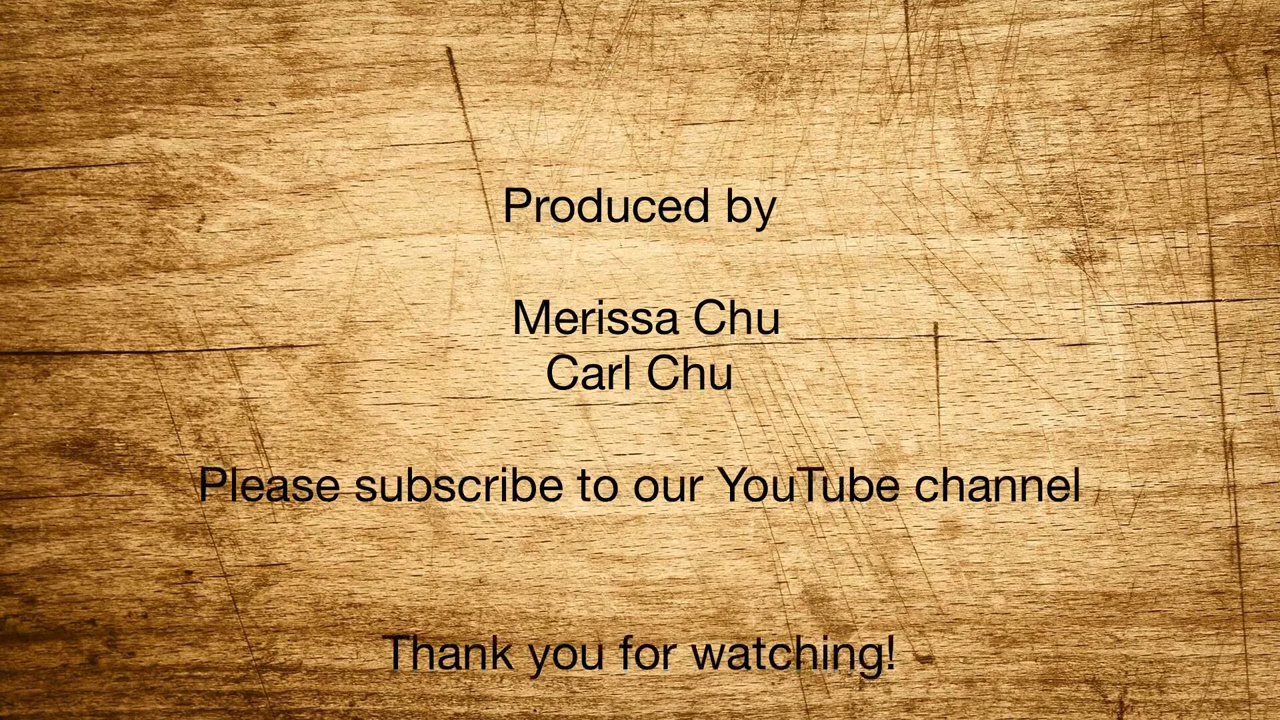 Produced by
Merissa Chu
Carl Chu
Please subscribe to our YouTube channel
Thank you for watching!